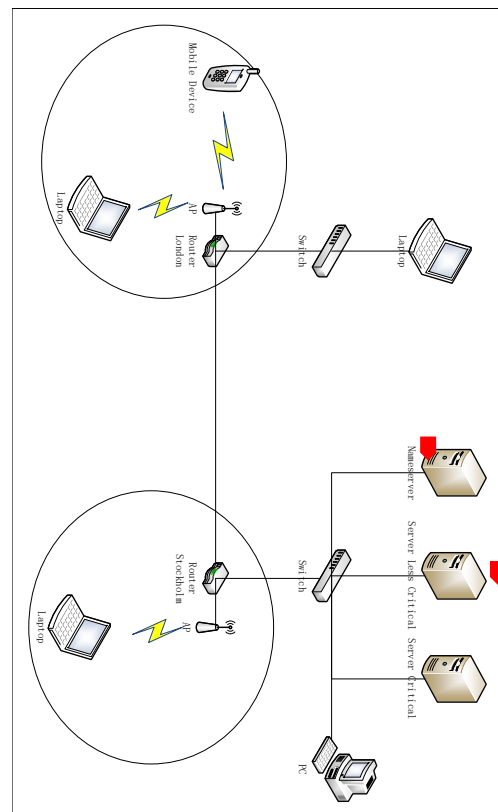 Mobile Device
Laptop
AP
Router
London
Switch
Laptop
Nameserver
Server Less Critical
Server Critical
Switch
Router
Stockholm
AP
Laptop
PC